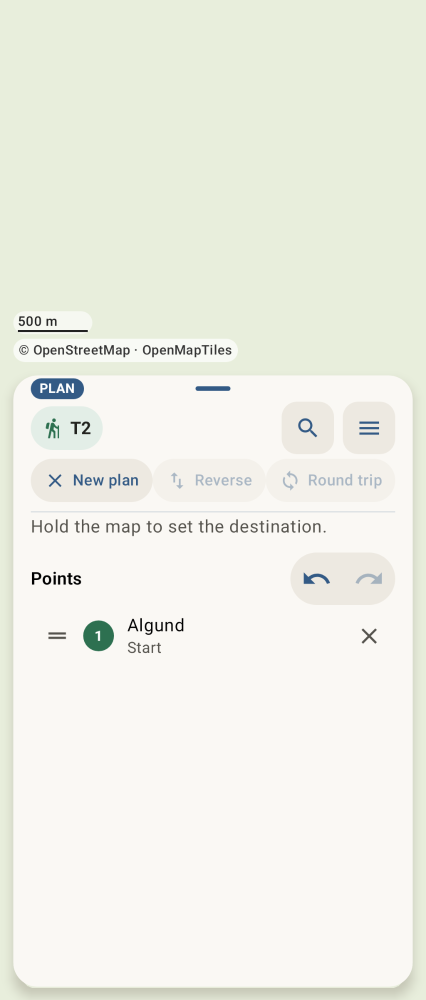 500 m
© OpenStreetMap · OpenMapTiles
PLAN
T2
New plan
Reverse
Round trip
Hold the map to set the destination.
Points
1
Algund
Start